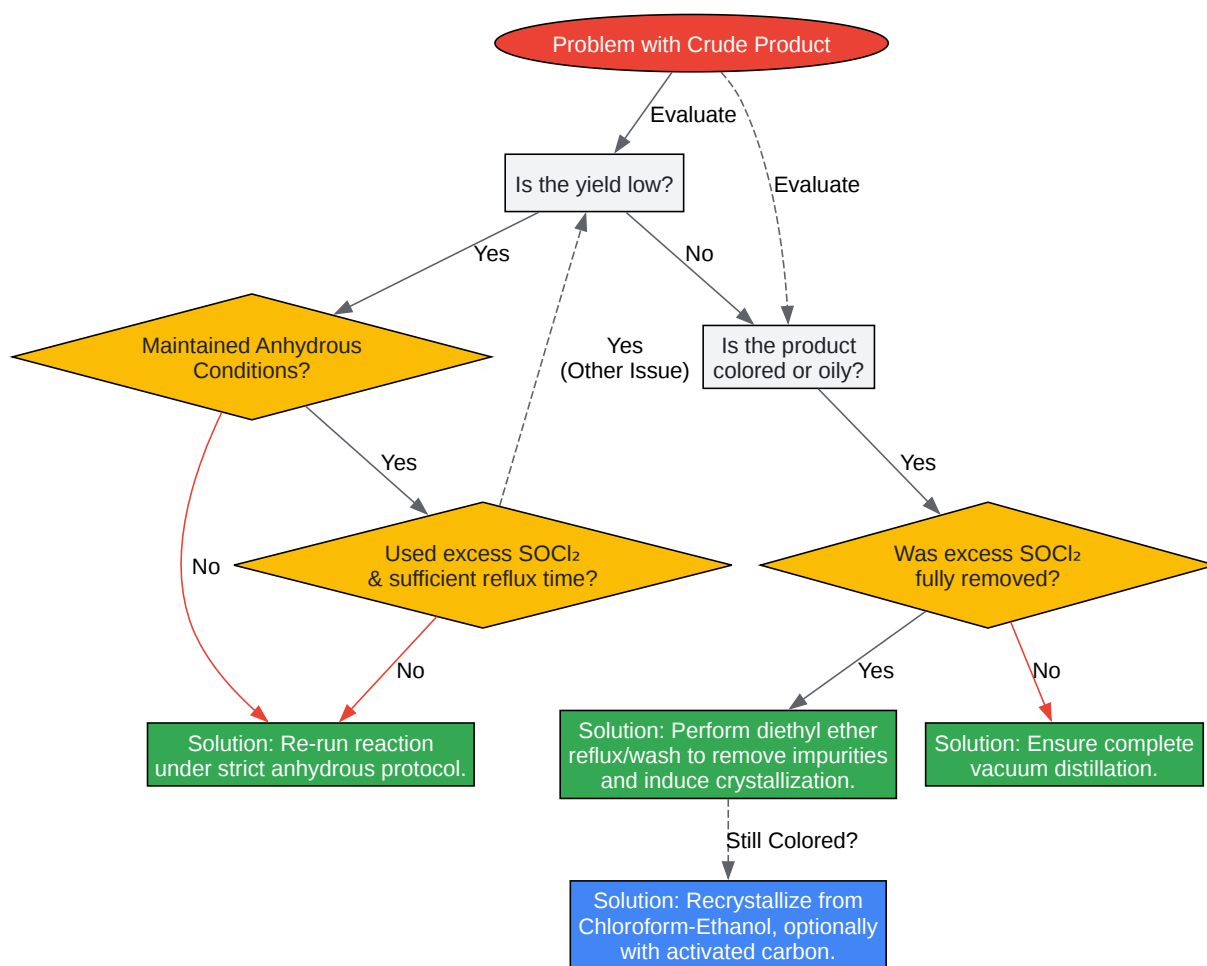 Problem with Crude Product
Evaluate
Evaluate
Is the yield low?
Yes
No
Maintained Anhydrous
Conditions?
Yes
(Other Issue)
Is the product
colored or oily?
Yes
Yes
Used excess SOCl₂
& sufficient reflux time?
Was excess SOCl₂
fully removed?
No
No
Yes
No
Solution: Re-run reaction
under strict anhydrous protocol.
Solution: Perform diethyl ether
reflux/wash to remove impurities
and induce crystallization.
Solution: Ensure complete
vacuum distillation.
Still Colored?
Solution: Recrystallize from
Chloroform-Ethanol, optionally
with activated carbon.